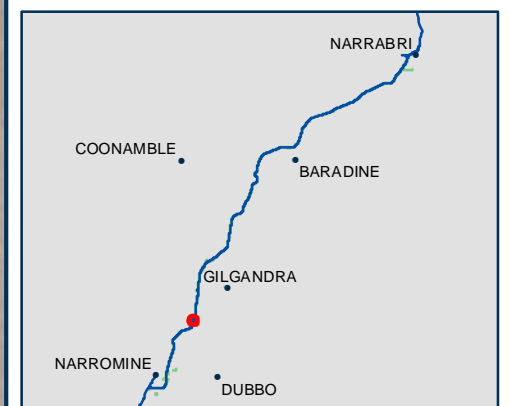 NARRABRI
COONAMBLE
BARADINE
GILGANDRA
NARROMINE
DUBBO